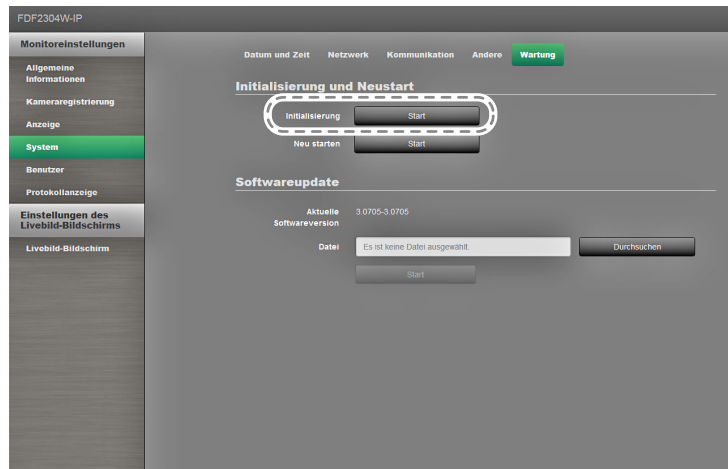 FDF2304W-IP
Monitoreinstellungen
Allgemeine
Informationen
Kameraregistrierung
Anzeige
System
Benutzer
Protokollanzeige
Einstellungen des
Livebild-Bildschirms
Livebild-Bildschirm
Datum und Zeit Netzwerk Kommunikation Andere Wartung
Initialisierung und Neustart
Initialisierung Start
Neu starten Start
Softwareupdate
Aktuelle
Softwareversion 3.0705-3.0705
Datei Es ist keine Datei ausgewählt. Durchsuchen
Start